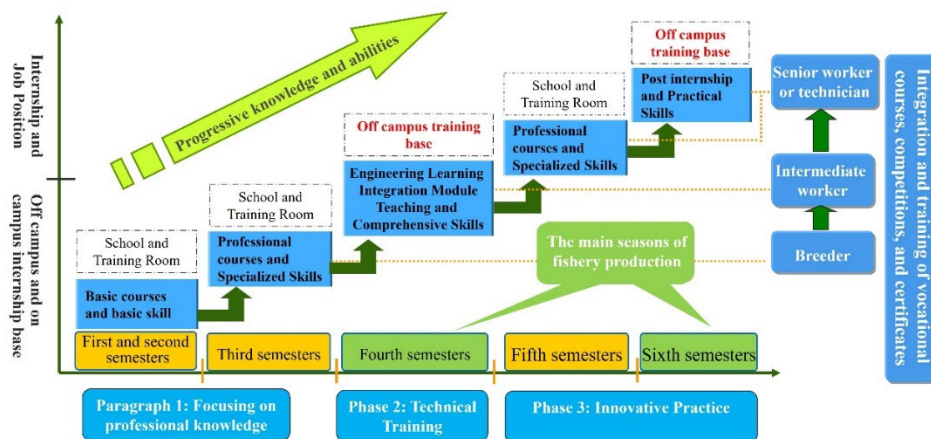 Internship and
Job Position
Off campus and on
campus internship base
Progressive knowledge and abilities
School and
Training Room
Basic courses
and basic skill
School and
Training Room
Professional
courses and
Specialized Skills
Off campus training
base
Engineering Learning
Integration Module
Teaching and
Comprehensive Skills
School and
Training Room
Professional
courses and
Specialized Skills
Off campus
training base
Post internship
and Practical
Skills
The main seasons of
fishery production
Senior worker
or technician
Intermediate
worker
Breeder
Integration and training of vocational
courses, competitions, and certificates
First and second
semesters
Third semesters
Fourth semesters
Fifth semesters
Sixth semesters
Paragraph 1: Focusing on
professional knowledge
Phase 2: Technical
Training
Phase 3: Innovative Practice